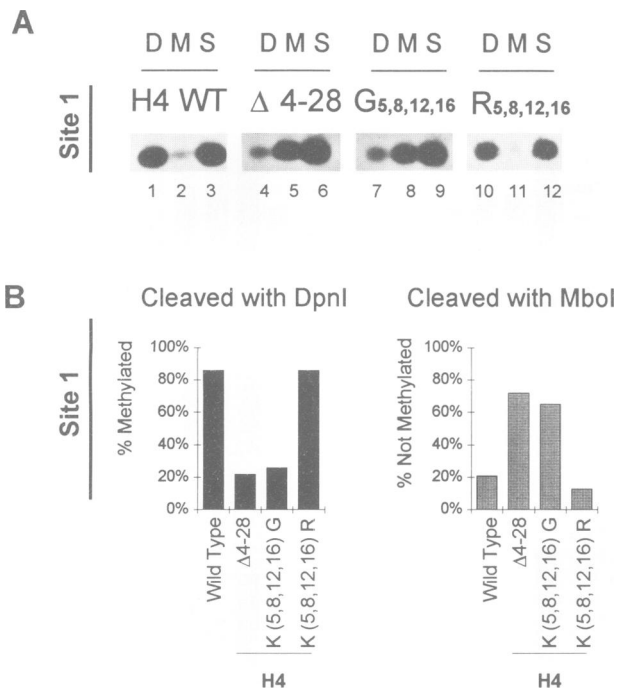 A
D M S D M S D M S D M S
H4 WT Δ 4-28 G5,8,12,16 R5,8,12,16
Site 1
1 2 3 4 5 6 7 8 9 10 11 12
B
Cleaved with DpnI Cleaved with MboI
Site 1
% Methylated
100%
80%
60%
40%
20%
0%
Wild Type
Δ4-28
K (5,8,12,16) G
K (5,8,12,16) R
H4
% Not Methylated
100%
80%
60%
40%
20%
0%
Wild Type
Δ4-28
K (5,8,12,16) G
K (5,8,12,16) R
H4